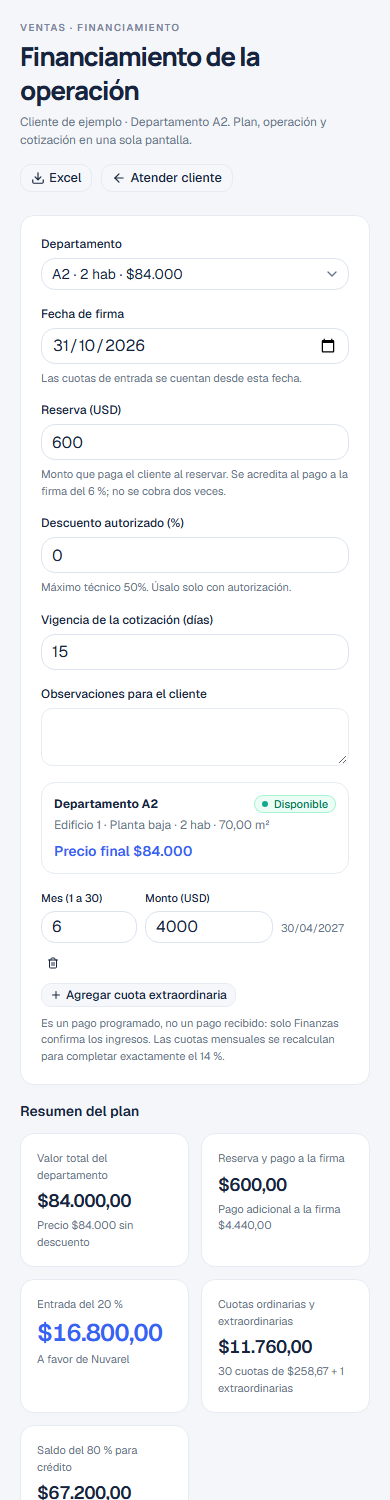 VENTAS · FINANCIAMIENTO
Financiamiento de la
operación
Cliente de ejemplo · Departamento A2. Plan, operación y
cotización en una sola pantalla.
Excel
Atender cliente
Departamento
A2 · 2 hab · $84.000
Fecha de firma
31/10/2026
Las cuotas de entrada se cuentan desde esta fecha.
Reserva (USD)
600
Monto que paga el cliente al reservar. Se acredita al pago a la
firma del 6 %; no se cobra dos veces.
Descuento autorizado (%)
0
Máximo técnico 50%. Úsalo solo con autorización.
Vigencia de la cotización (días)
15
Observaciones para el cliente
Departamento A2
Disponible
Edificio 1 · Planta baja · 2 hab · 70,00 m²
Precio final $84.000
Mes (1 a 30)
Monto (USD)
6
4000
30/04/2027
Agregar cuota extraordinaria
Es un pago programado, no un pago recibido: solo Finanzas
confirma los ingresos. Las cuotas mensuales se recalculan
para completar exactamente el 14 %.
Resumen del plan
Valor total del
departamento
$84.000,00
Precio $84.000 sin
descuento
Reserva y pago a la firma
$600,00
Pago adicional a la firma
$4.440,00
Entrada del 20 %
$16.800,00
A favor de Nuvarel
Cuotas ordinarias y
extraordinarias
$11.760,00
30 cuotas de $258,67 + 1
extraordinarias
Saldo del 80 % para
crédito
$67.200,00